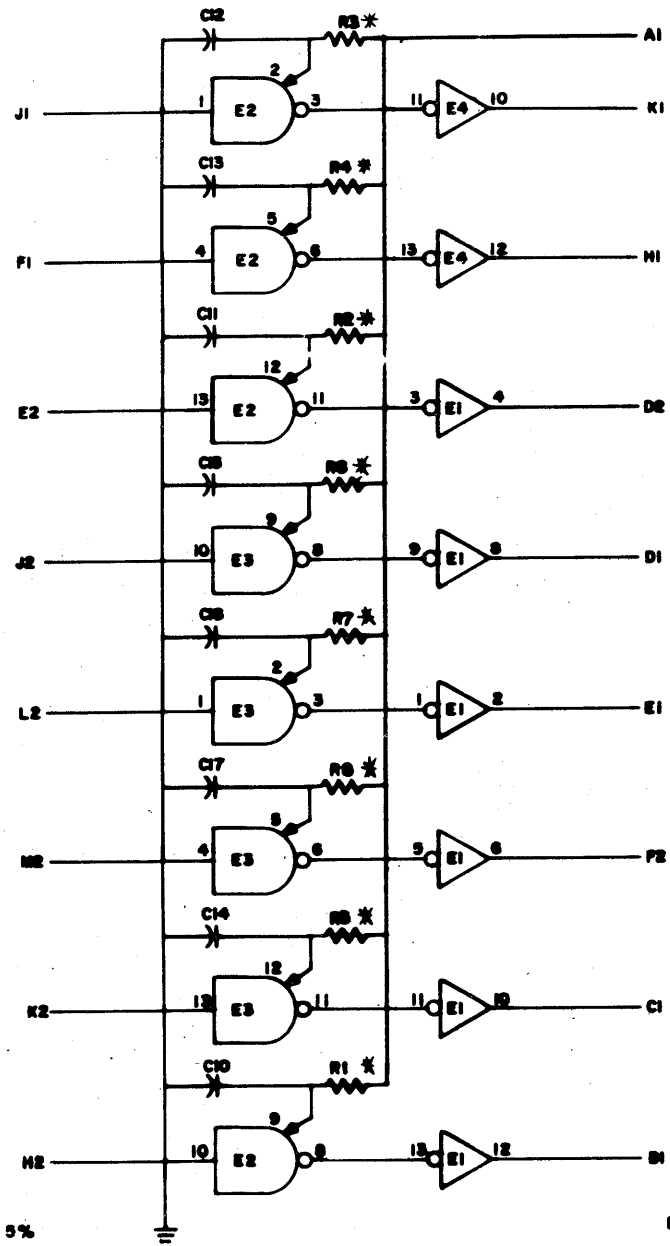 C12 R3* A1
2
J1 1 E2 3 11 E4 10 K1
C13 R4*
5
F1 4 E2 6 13 E4 12 H1
C11 R2*
12
E2 13 E2 11 3 E1 4 D2
C15 *
9
J2 10 E3 8 9 E1 8 D1
R7*
2
L2 1 E3 3 1 E1 2 E1
C17 *
5
M2 4 E3 6 5 E1 6 F2
C14 *
12
K2 13 E3 11 11 E1 10 C1
C10 R1*
9
H2 10 E2 8 13 E1 12 B1
5%